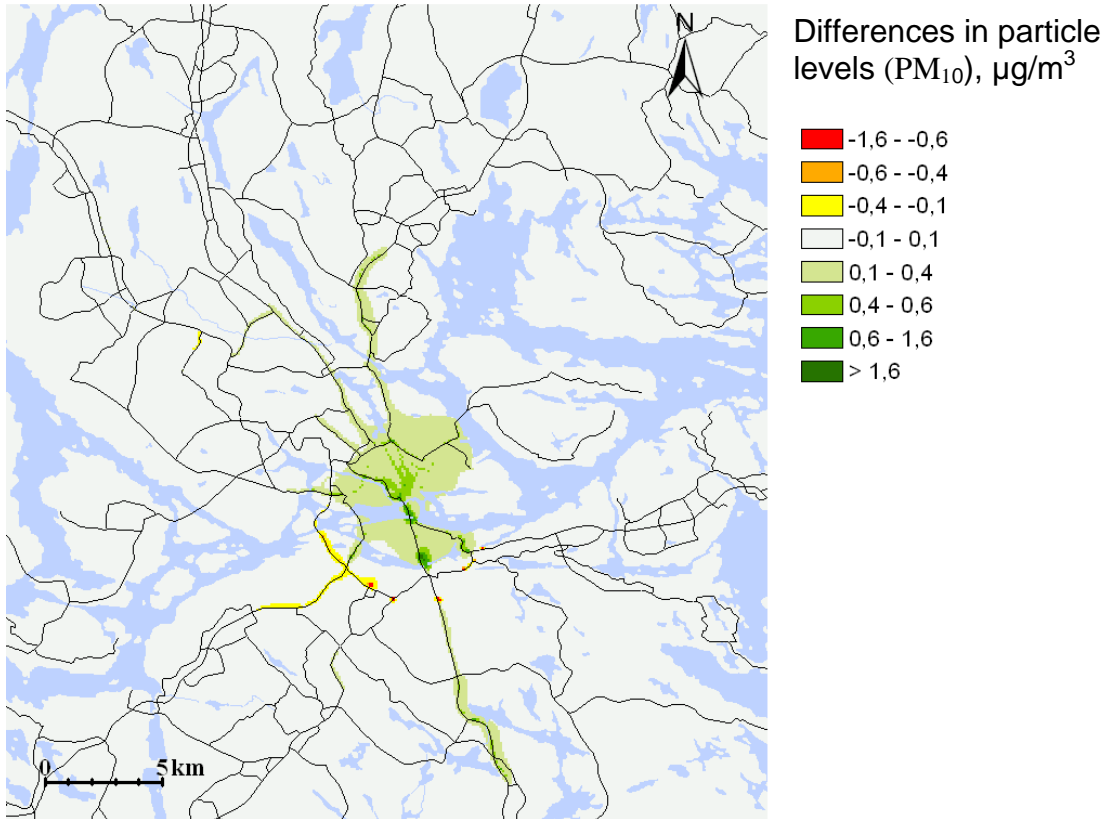 N
Differences in particle
levels (PM₁₀), µg/m³
-1,6 - -0,6
-0,6 - -0,4
-0,4 - -0,1
-0,1 - 0,1
0,1 - 0,4
0,4 - 0,6
0,6 - 1,6
> 1,6
0 5 km